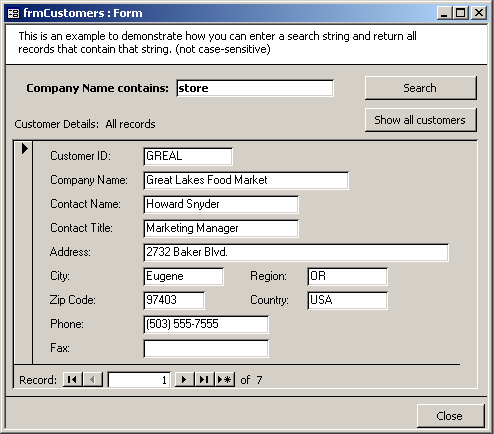 frmCustomers : Form
This is an example to demonstrate how you can enter a search string and return all
records that contain that string. (not case-sensitive)
Company Name contains: store Search
Customer Details: All records Show all customers
Customer ID: GREAL
Company Name: Great Lakes Food Market
Contact Name: Howard Snyder
Contact Title: Marketing Manager
Address: 2732 Baker Blvd.
City: Eugene Region: OR
Zip Code: 97403 Country: USA
Phone: (503) 555-7555
Fax:
Record: 1 of 7
Close